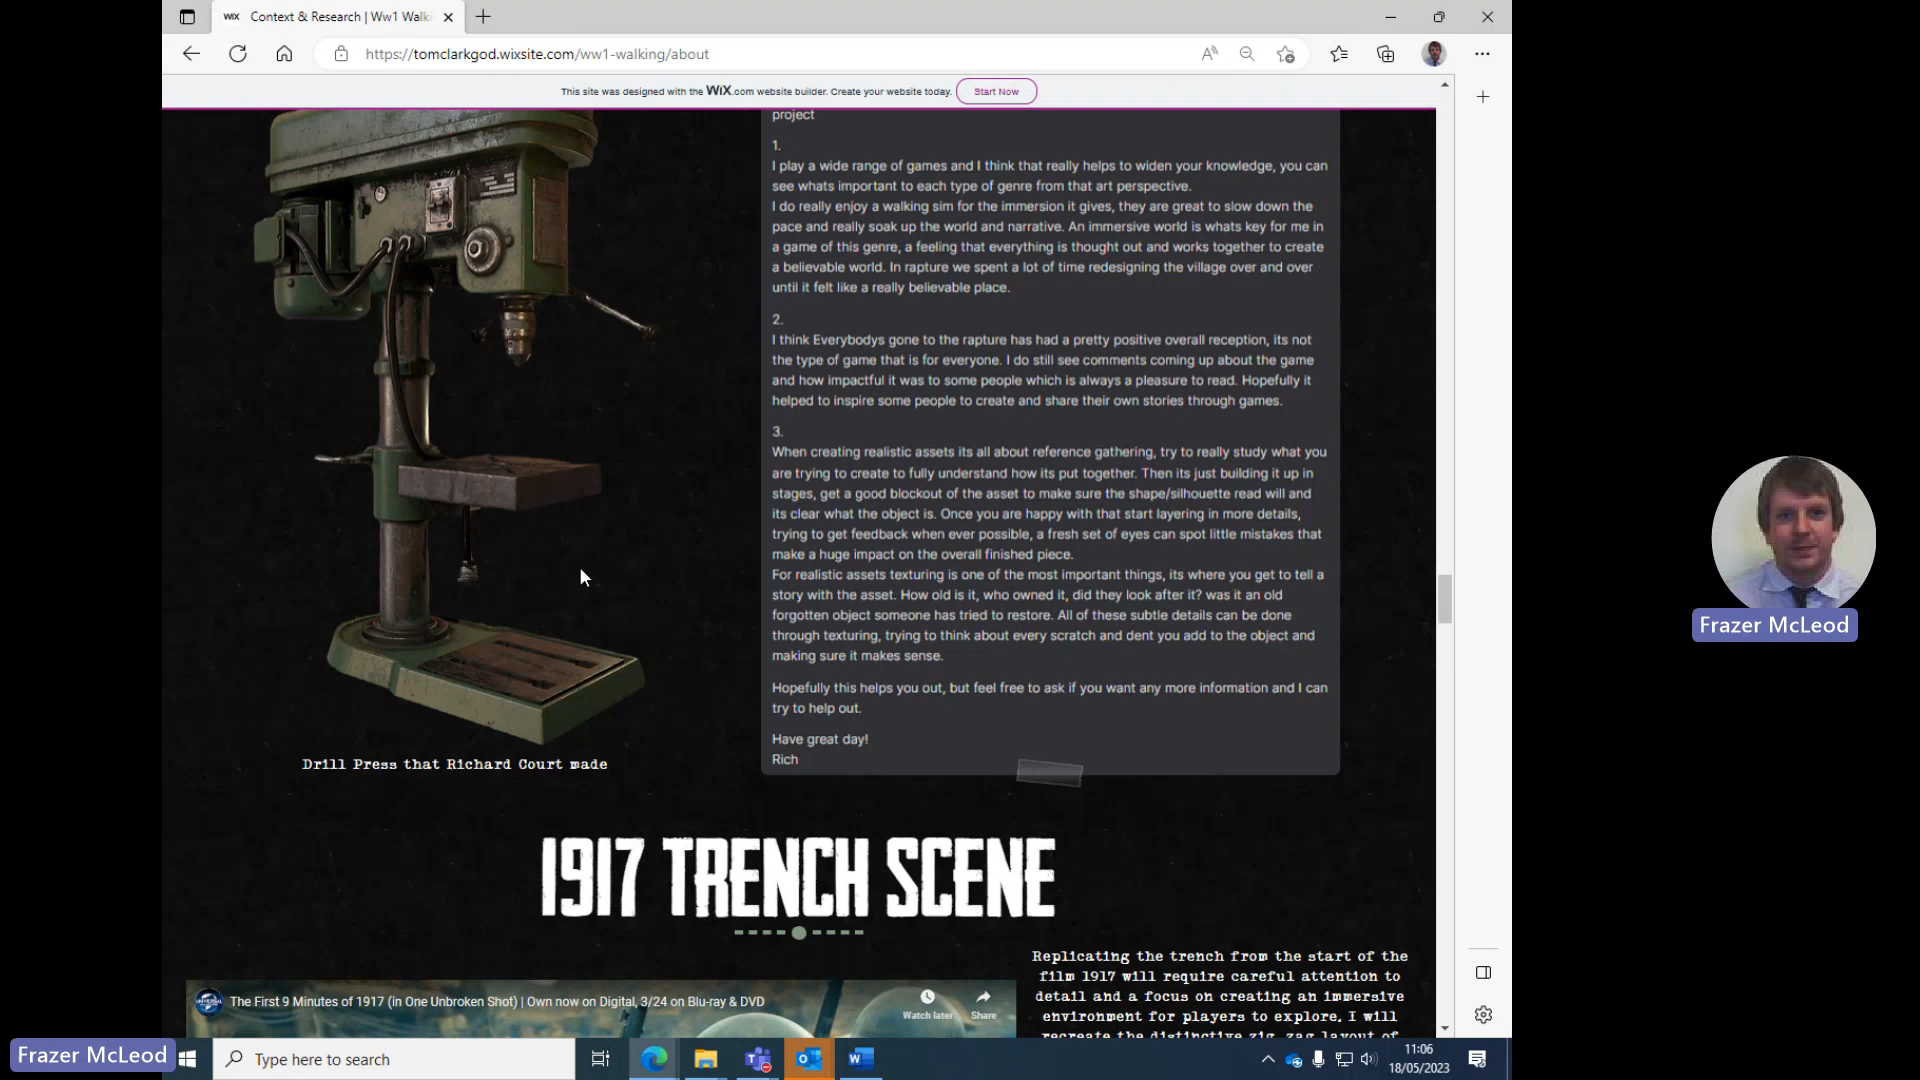 WiX Context & Research | Ww1 Walki
https://tomclarkgod.wixsite.com/ww1-walking/about
This site was designed with the WiX.com website builder. Create your website today. Start Now
project
1.
I play a wide range of games and I think that really helps to widen your knowledge, you can
see whats important to each type of genre from that art perspective.
I do really enjoy a walking sim for the immersion it gives, they are great to slow down the
pace and really soak up the world and narrative. An immersive world is whats key for me in
a game of this genre, a feeling that everything is thought out and works together to create
a believable world. In rapture we spent a lot of time redesigning the village over and over
until it felt like a really believable place.
2.
I think Everybodys gone to the rapture has had a pretty positive overall reception, its not
the type of game that is for everyone. I do still see comments coming up about the game
and how impactful it was to some people which is always a pleasure to read. Hopefully it
helped to inspire some people to create and share their own stories through games.
3.
When creating realistic assets its all about reference gathering, try to really study what you
are trying to create to fully understand how its put together. Then its just building it up in
stages, get a good blockout of the asset to make sure the shape/silhouette read will and
its clear what the object is. Once you are happy with that start layering in more details,
trying to get feedback when ever possible, a fresh set of eyes can spot little mistakes that
make a huge impact on the overall finished piece.
For realistic assets texturing is one of the most important things, its where you get to tell a
story with the asset. How old is it, who owned it, did they look after it? was it an old
forgotten object someone has tried to restore. All of these subtle details can be done
through texturing, trying to think about every scratch and dent you add to the object and
making sure it makes sense.
Hopefully this helps you out, but feel free to ask if you want any more information and I can
try to help out.
Have great day!
Rich
Drill Press that Richard Court made
Frazer McLeod
1917 TRENCH SCENE
Replicating the trench from the start of the
film 1917 will require careful attention to
detail and a focus on creating an immersive
environment for players to explore. I will
recreate the distinctive zig-zag layout of
The First 9 Minutes of 1917 (in One Unbroken Shot) | Own now on Digital, 3/24 on Blu-ray & DVD
Watch later
Share
Frazer McLeod
Type here to search
11:06
18/05/2023